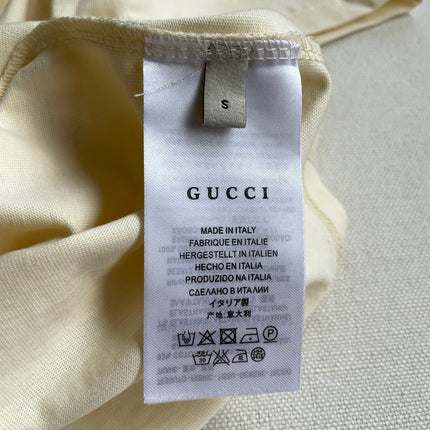 S
GUCCI
MADE IN ITALY
FABRIQUE EN ITALIE
HERGESTELLT IN ITALIEN
HECHO EN ITALIA
PRODUZIDO NA ITALIA
СДЕЛАНО В ИТАЛИИ
イタリア製
产地:意大利
P
30